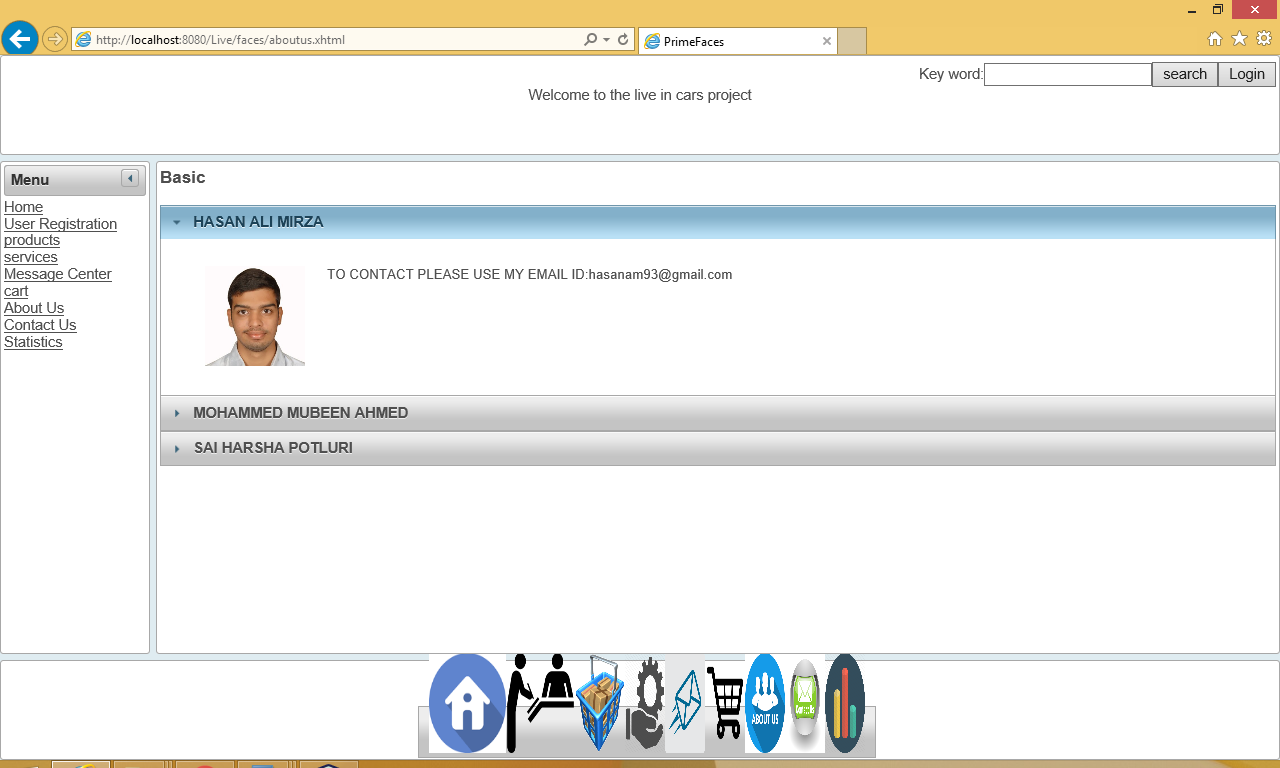 http://localhost:8080/Live/faces/aboutus.xhtml
PrimeFaces
Key word:
search
Login
Welcome to the live in cars project
Menu
Home
User Registration
products
services
Message Center
cart
About Us
Contact Us
Statistics
Basic
HASAN ALI MIRZA
TO CONTACT PLEASE USE MY EMAIL ID:hasanam93@gmail.com
MOHAMMED MUBEEN AHMED
SAI HARSHA POTLURI
ABOUT US